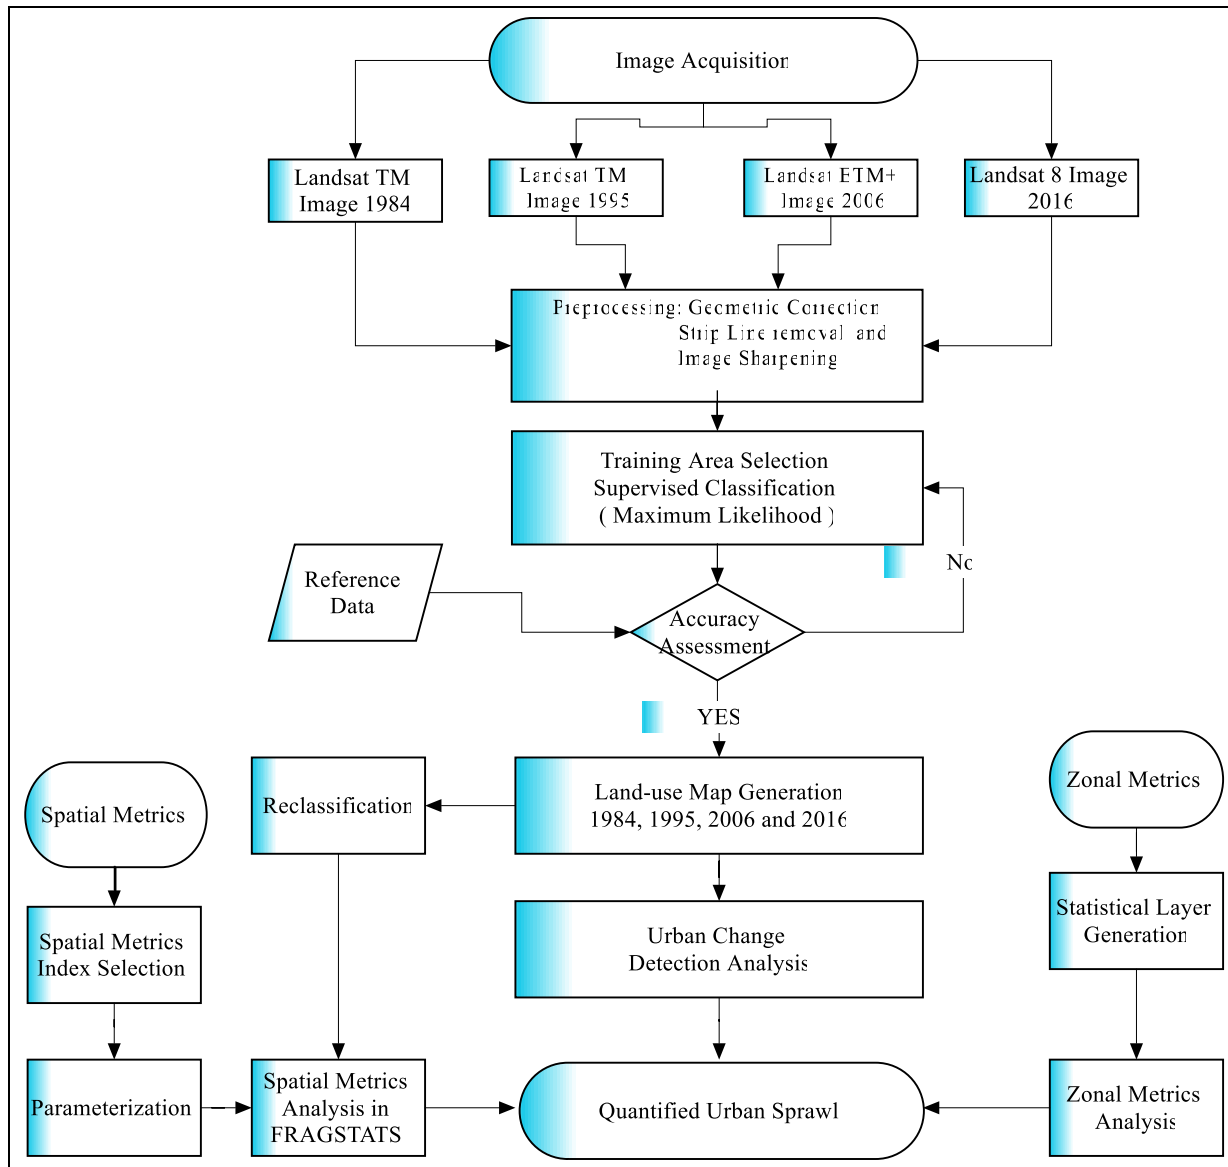 Image Acquisition
Landsat TM
Image 1984
Landsat TM
Image 1995
Landsat ETM+
Image 2006
Landsat 8 Image
2016
Preprocessing: Geometric Correction
Strip Line removal and
Image Sharpening
Training Area Selection
Supervised Classification
( Maximum Likelihood )
No
Reference
Data
Accuracy
Assessment
YES
Spatial Metrics
Reclassification
Land-use Map Generation
1984, 1995, 2006 and 2016
Zonal Metrics
Spatial Metrics
Index Selection
Urban Change
Detection Analysis
Statistical Layer
Generation
Parameterization
Spatial Metrics
Analysis in
FRAGSTATS
Quantified Urban Sprawl
Zonal Metrics
Analysis